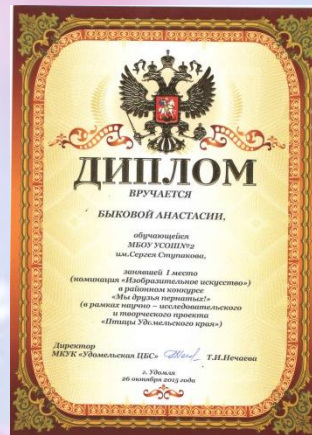 ДИПЛОМ
ВРУЧАЕТСЯ
БЫКОВОЙ АНАСТАСИИ,
обучающейся
МБОУ УСОШ№2
им.Сергея Ступакова,
занявшей I место
(номинация «Изобразительное искусство»)
в районном конкурсе
«Мы друзья пернатых!»
(в рамках научно – исследовательского
и творческого проекта
«Птицы Удомельского края»)
Директор
МКУК «Удомельская ЦБС» Т.И.Нечаева
г. Удомля
26 октября 2015 года